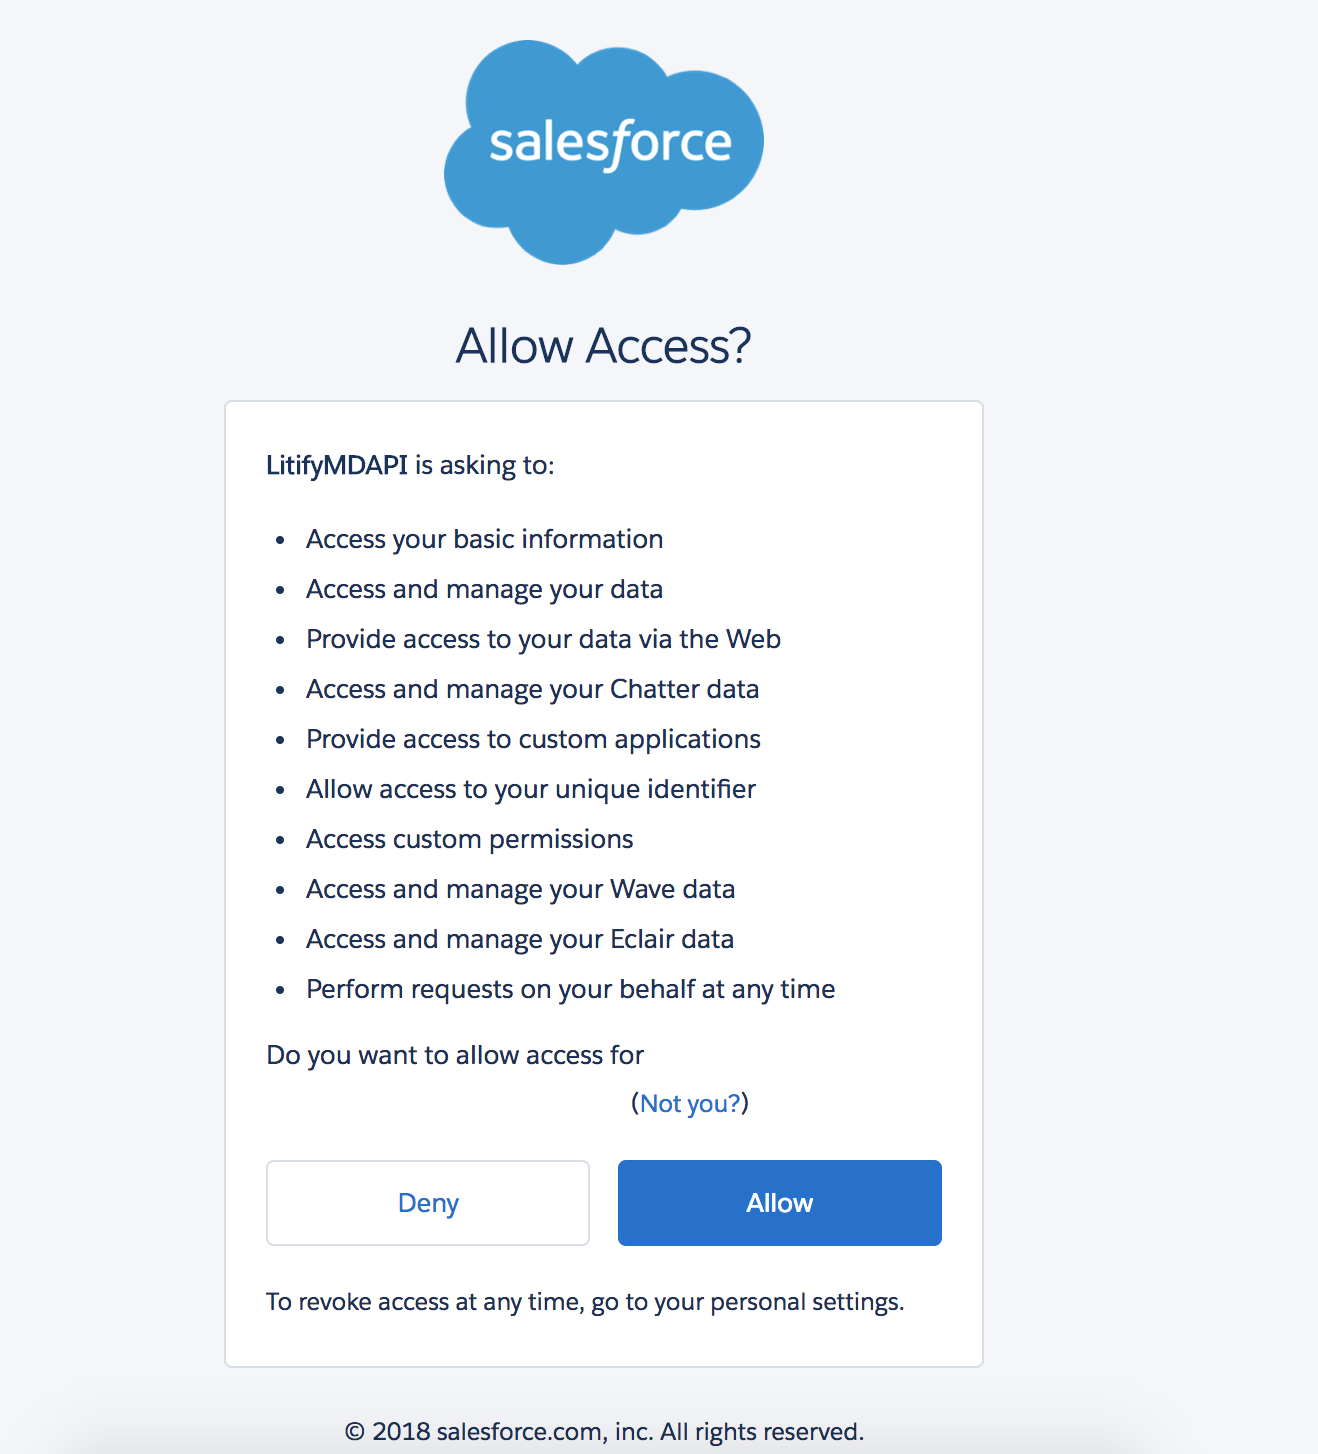 salesforce
Allow Access?
LitifyMDAPI is asking to:
• Access your basic information
• Access and manage your data
• Provide access to your data via the Web
• Access and manage your Chatter data
• Provide access to custom applications
• Allow access to your unique identifier
• Access custom permissions
• Access and manage your Wave data
• Access and manage your Eclair data
• Perform requests on your behalf at any time
Do you want to allow access for
(Not you?)
Deny
Allow
To revoke access at any time, go to your personal settings.
© 2018 salesforce.com, inc. All rights reserved.